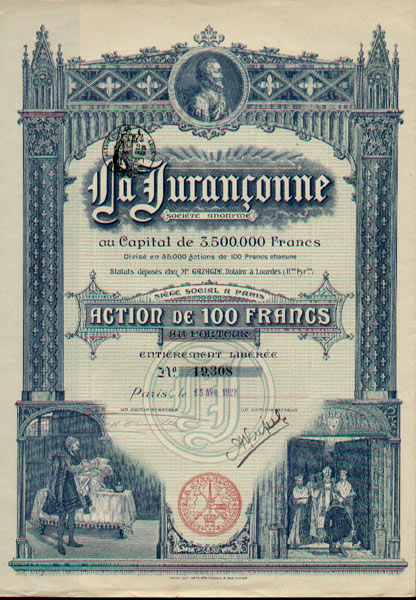 La Jurançonne
SOCIÉTÉ ANONYME
au Capital de 3.500.000 Francs
Divisé en 35.000 Actions de 100 Francs chacune
Statuts déposés chez Mᵉ GAZAGNE, Notaire à Lourdes (Hᵗᵉˢ Pyrᵉˢ)
SIÈGE SOCIAL A PARIS
ACTION DE 100 FRANCS
AU PORTEUR
ENTIÈREMENT LIBÉRÉE
Nº 19,308
Paris, le 15
UN ADMINISTRATEUR UN ADMINISTRATEUR